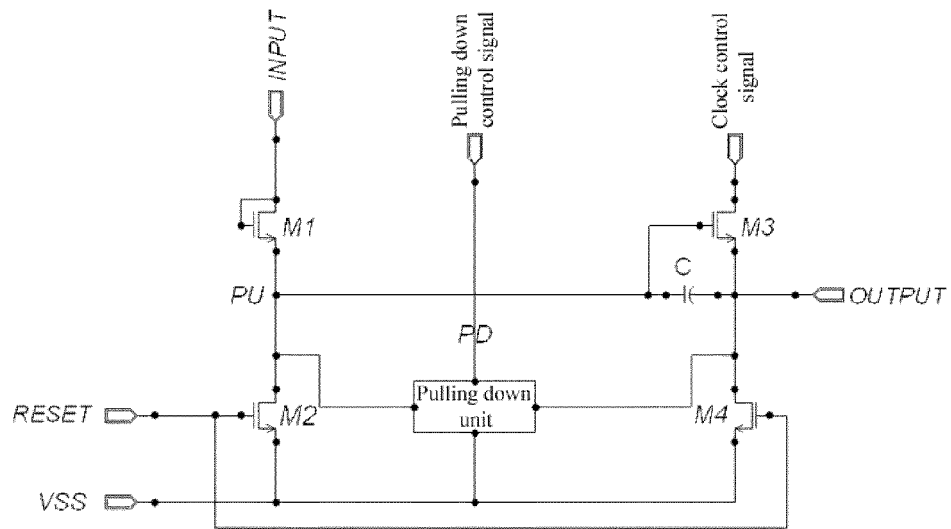 INPUT
Pulling down
control signal
Clock control
signal
M1
M3
C
PU
OUTPUT
PD
Pulling down
unit
RESET
M2
M4
VSS